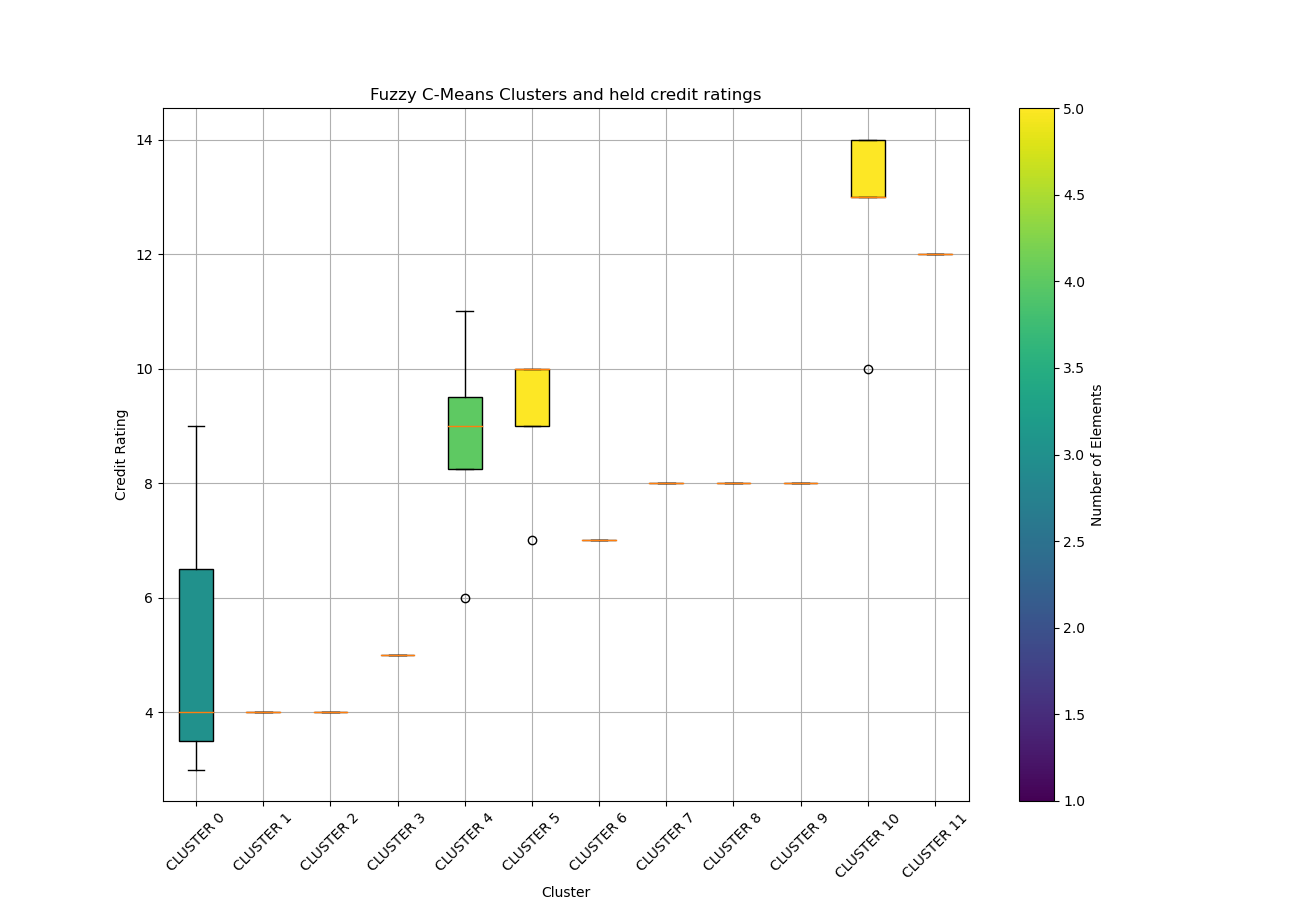 Fuzzy C-Means Clusters and held credit ratings
14
12
10
8
6
4
Credit Rating
CLUSTER 0
CLUSTER 1
CLUSTER 2
CLUSTER 3
CLUSTER 4
CLUSTER 5
CLUSTER 6
CLUSTER 7
CLUSTER 8
CLUSTER 9
CLUSTER 10
CLUSTER 11
Cluster
5.0
4.5
4.0
3.5
3.0
2.5
2.0
1.5
1.0
Number of Elements